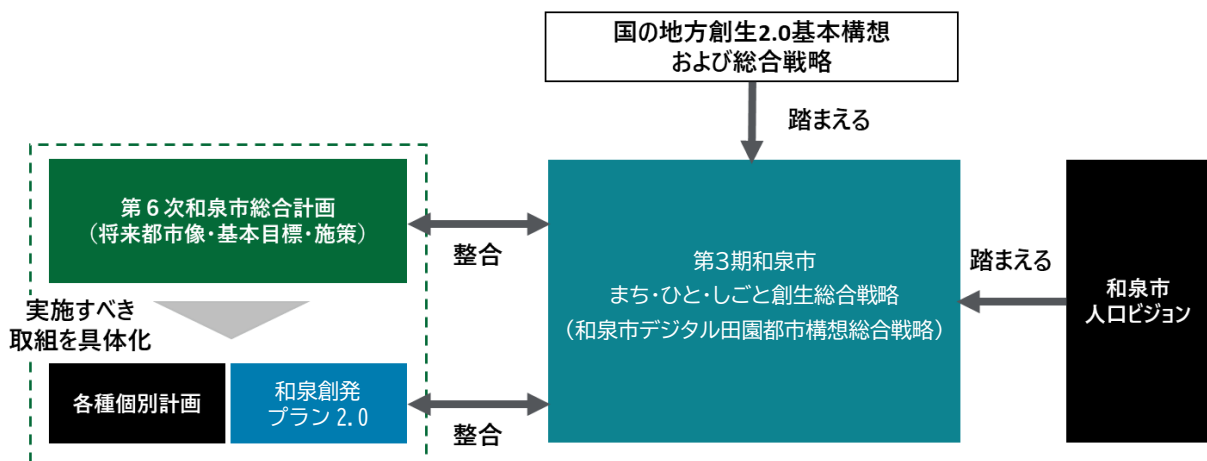 国の地方創生2.0基本構想
および総合戦略
踏まえる
第６次和泉市総合計画
（将来都市像・基本目標・施策）
整合
第3期和泉市
まち・ひと・しごと創生総合戦略
（和泉市デジタル田園都市構想総合戦略）
踏まえる
和泉市
人口ビジョン
実施すべき
取組を具体化
各種個別計画
和泉創発
プラン 2.0
整合